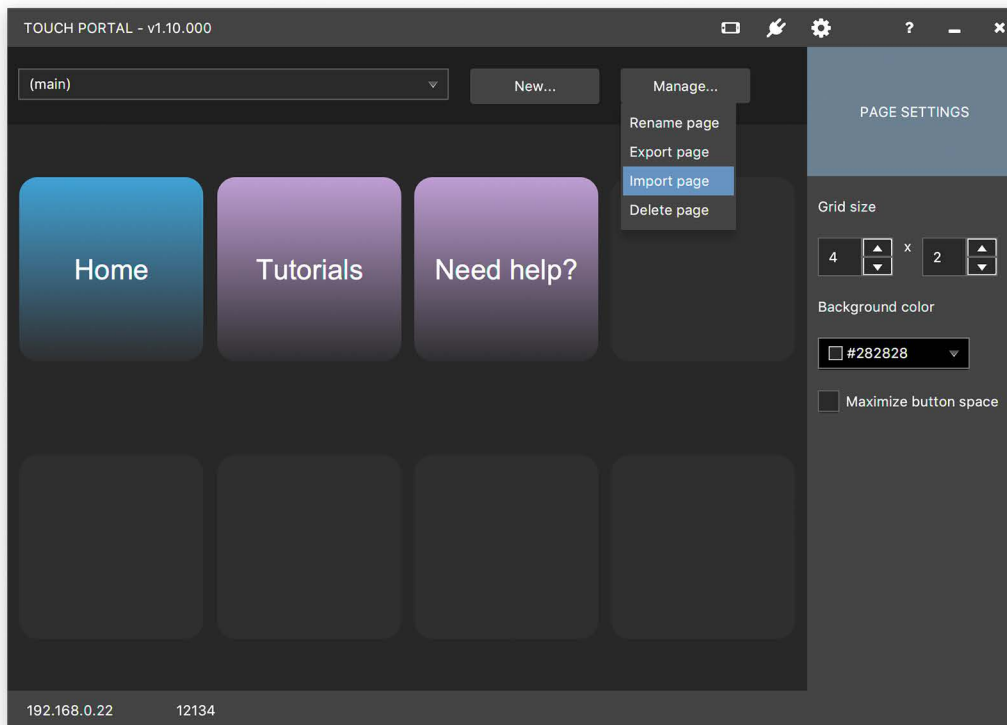 TOUCH PORTAL - v1.10.000
?
(main)
New...
Manage...
Rename page
Export page
Import page
Delete page
PAGE SETTINGS
Home
Tutorials
Need help?
Grid size
4 x 2
Background color
#282828
Maximize button space
192.168.0.22 12134